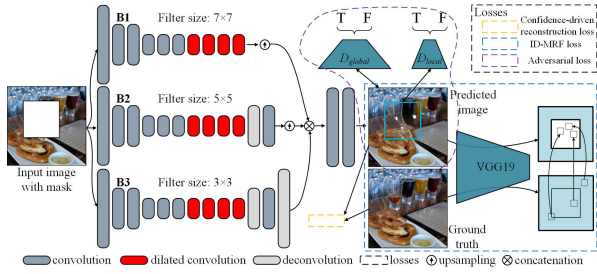 B1 Filter size: 7×7
T F T F
Losses
Confidence-driven
reconstruction loss
ID-MRF loss
Adversarial loss
D_global
D_local
B2 Filter size: 5×5
Predicted
image
Input image
with mask
VGG19
B3 Filter size: 3×3
Ground
truth
convolution dilated convolution deconvolution losses upsampling concatenation